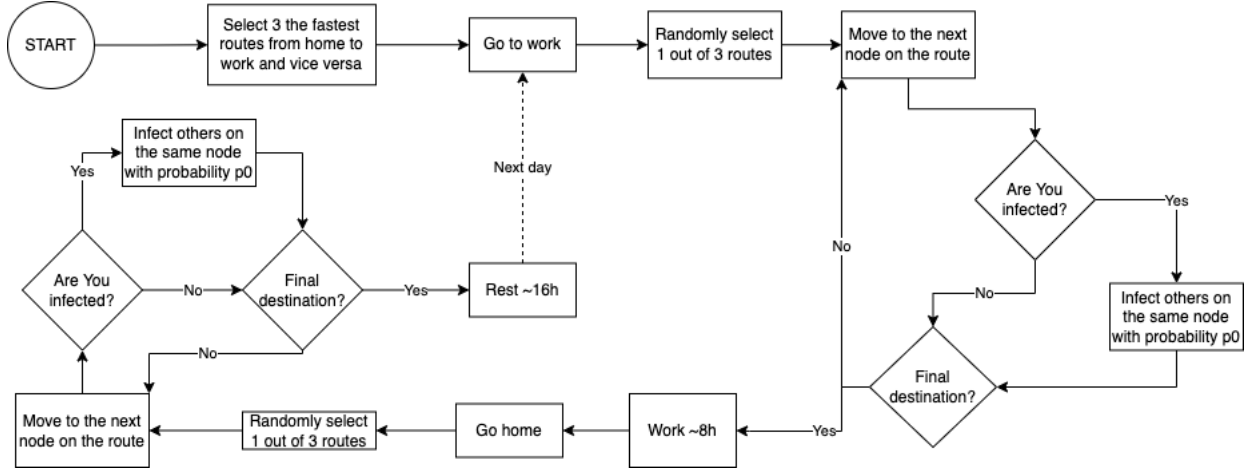 START
Select 3 the fastest
routes from home to
work and vice versa
Go to work
Randomly select
1 out of 3 routes
Move to the next
node on the route
Infect others on
the same node
with probability p0
Yes
Next day
Are You
infected?
Yes
No
Are You
infected?
No
Final
destination?
Yes
Rest ~16h
No
Infect others on
the same node
with probability p0
No
Final
destination?
Move to the next
node on the route
Randomly select
1 out of 3 routes
Go home
Work ~8h
Yes